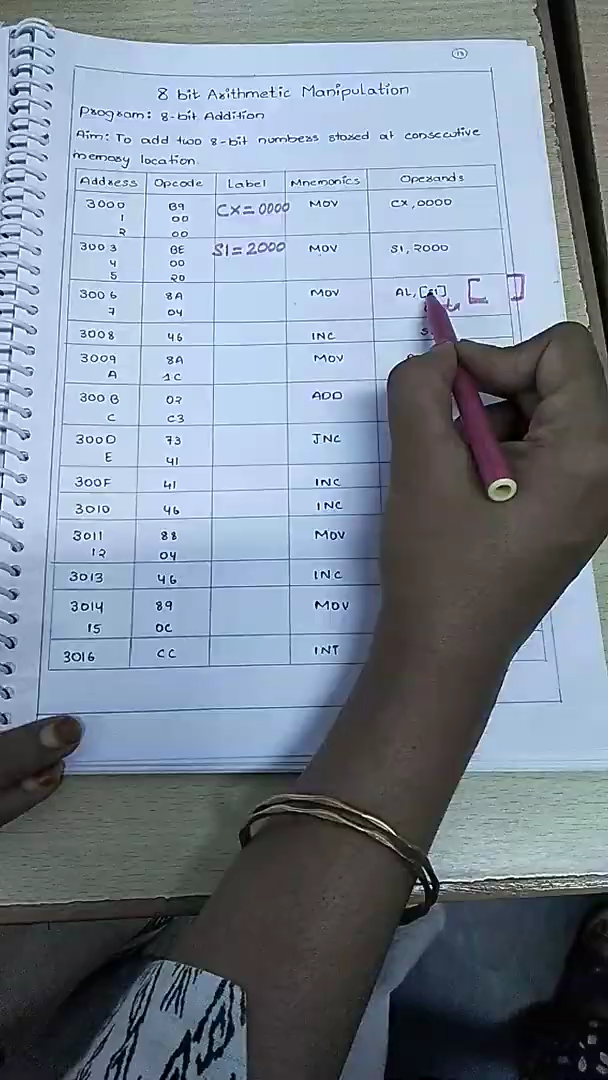 13
8 bit Arithmetic Manipulation
Program: 8-bit Addition
Aim: To add two 8-bit numbers stored at consecutive
memory location.
Address Opcode Label Mnemonics Operands
3000 B9 CX=0000 MOV CX,0000
1 00
2 00
3003 BE SI=2000 MOV SI,2000
4 00
5 20
3006 8A MOV AL,[SI] [ ]
7 04
3008 46 INC
3009 8A MOV
A 1C
300B 02 ADD
C C3
300D 73 JNC
E 41
300F 41 INC
3010 46 INC
3011 88 MOV
12 04
3013 46 INC
3014 89 MOV
15 0C
3016 CC INT